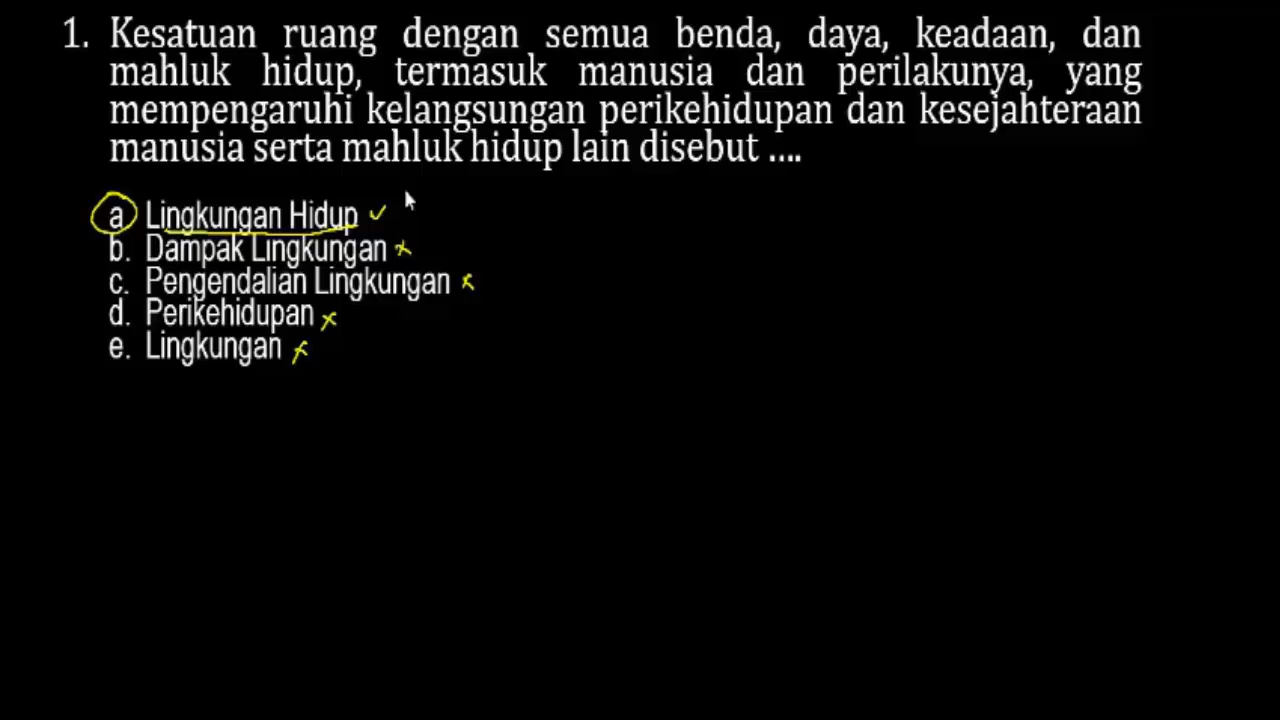 1. Kesatuan ruang dengan semua benda, daya, keadaan, dan
mahluk hidup, termasuk manusia dan perilakunya, yang
mempengaruhi kelangsungan perikehidupan dan kesejahteraan
manusia serta mahluk hidup lain disebut ....
a Lingkungan Hidup ✓
b. Dampak Lingkungan ×
c. Pengendalian Lingkungan ×
d. Perikehidupan ×
e. Lingkungan ×